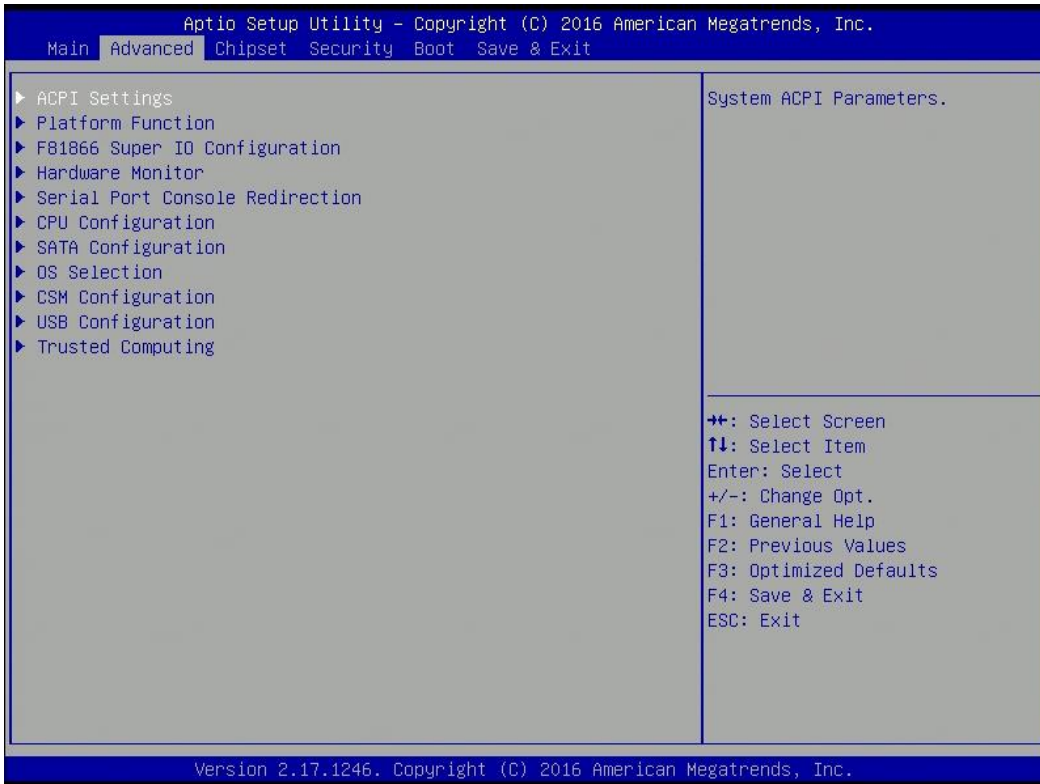 Aptio Setup Utility – Copyright (C) 2016 American Megatrends, Inc.
Main Advanced Chipset Security Boot Save & Exit
▶ ACPI Settings
▶ Platform Function
▶ F81866 Super IO Configuration
▶ Hardware Monitor
▶ Serial Port Console Redirection
▶ CPU Configuration
▶ SATA Configuration
▶ OS Selection
▶ CSM Configuration
▶ USB Configuration
▶ Trusted Computing
System ACPI Parameters.
→←: Select Screen
↑↓: Select Item
Enter: Select
+/-: Change Opt.
F1: General Help
F2: Previous Values
F3: Optimized Defaults
F4: Save & Exit
ESC: Exit
Version 2.17.1246. Copyright (C) 2016 American Megatrends, Inc.